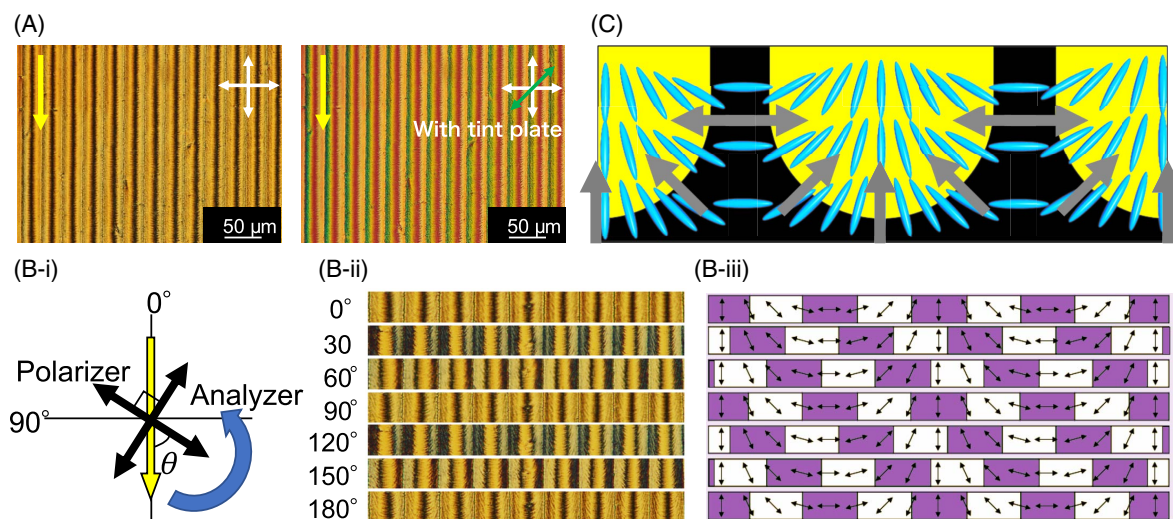 (A)
(C)
With tint plate
50 µm
50 µm
(B-i)
(B-ii)
(B-iii)
0°
Polarizer
Analyzer
90°
θ
0°
30
60°
90°
120°
150°
180°